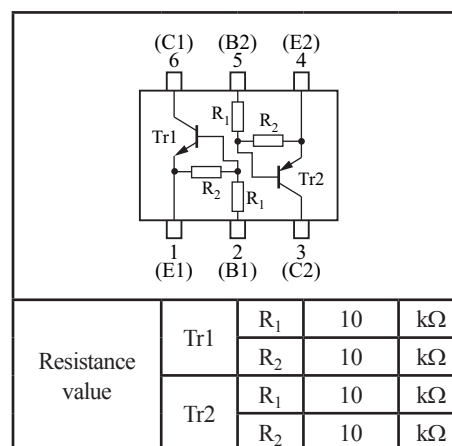 (C1) (B2) (E2)
6 5 4
R1
R2
Tr1
Tr2
R2
R1
1 2 3
(E1) (B1) (C2)
Resistance value Tr1 R1 10 kΩ
R2 10 kΩ
Tr2 R1 10 kΩ
R2 10 kΩ